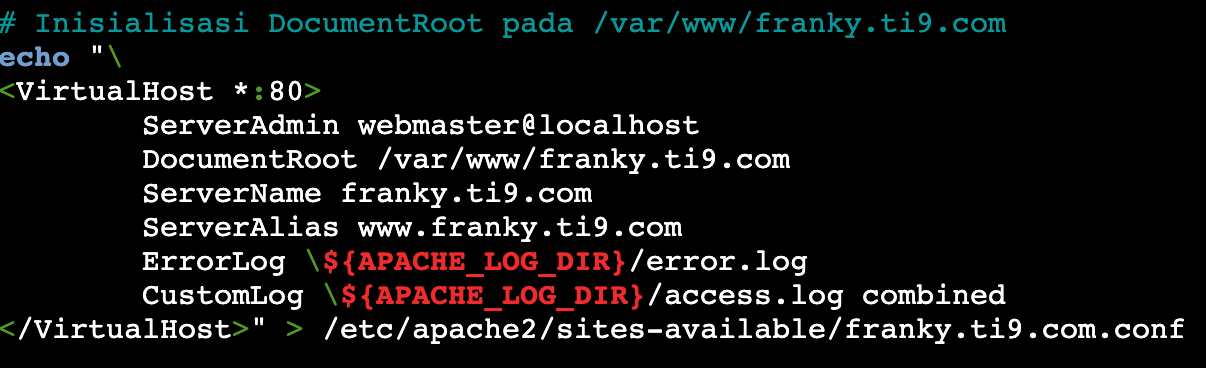 # Inisialisasi DocumentRoot pada /var/www/franky.ti9.com
echo "\
<VirtualHost *:80>
        ServerAdmin webmaster@localhost
        DocumentRoot /var/www/franky.ti9.com
        ServerName franky.ti9.com
        ServerAlias www.franky.ti9.com
        ErrorLog \${APACHE_LOG_DIR}/error.log
        CustomLog \${APACHE_LOG_DIR}/access.log combined
</VirtualHost>" > /etc/apache2/sites-available/franky.ti9.com.conf